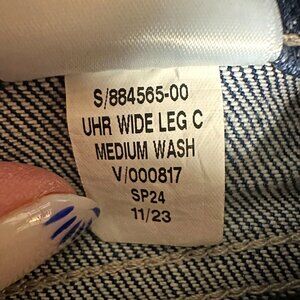 S/884565-00
UHR WIDE LEG C
MEDIUM WASH
V/000817
SP24
11/23